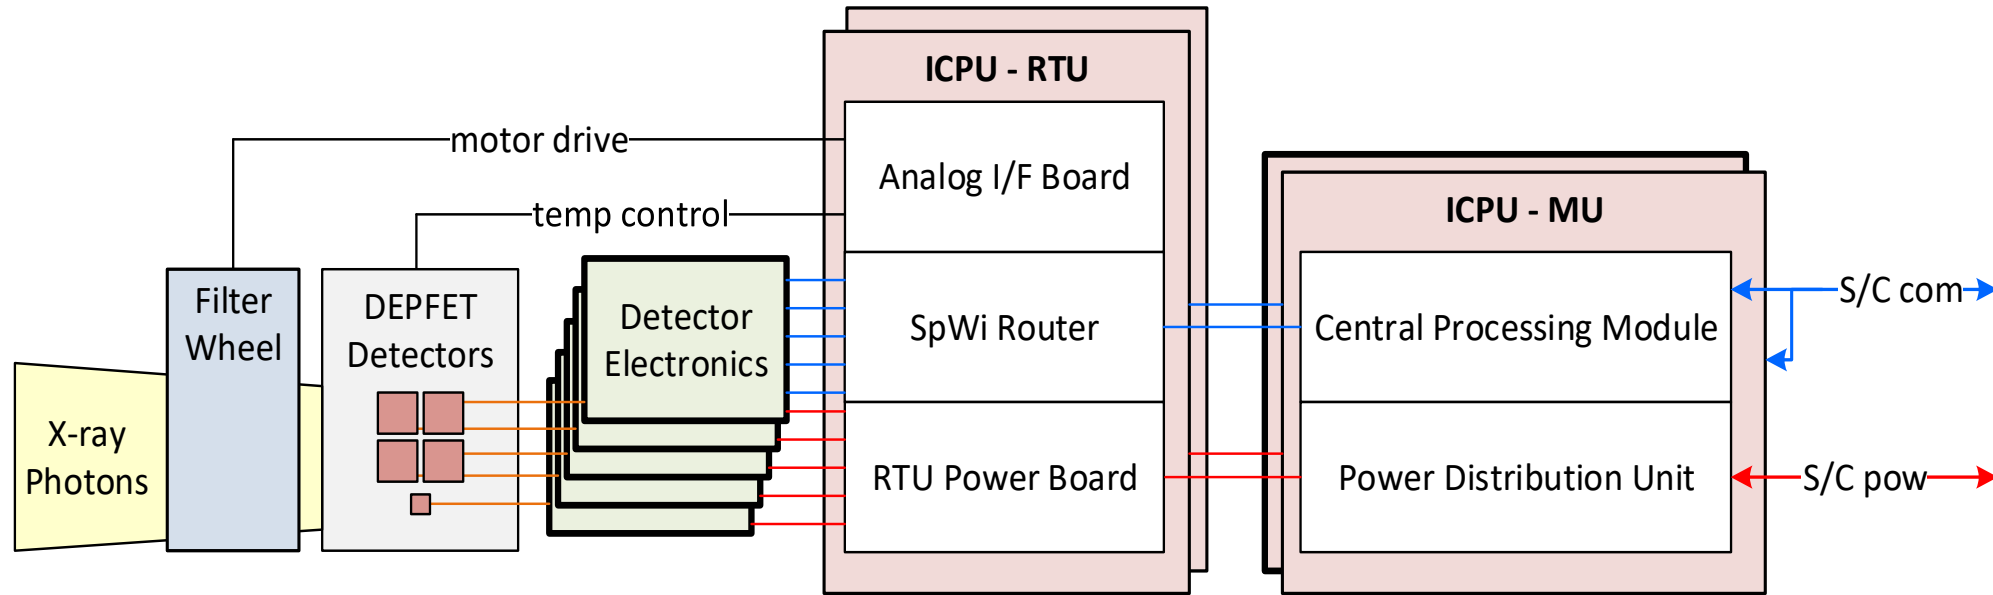 ICPU - RTU
motor drive
Analog I/F Board
temp control
ICPU - MU
Filter
Wheel
DEPFET
Detectors
Detector
Electronics
SpWi Router
Central Processing Module
S/C com
X-ray
Photons
RTU Power Board
Power Distribution Unit
S/C pow